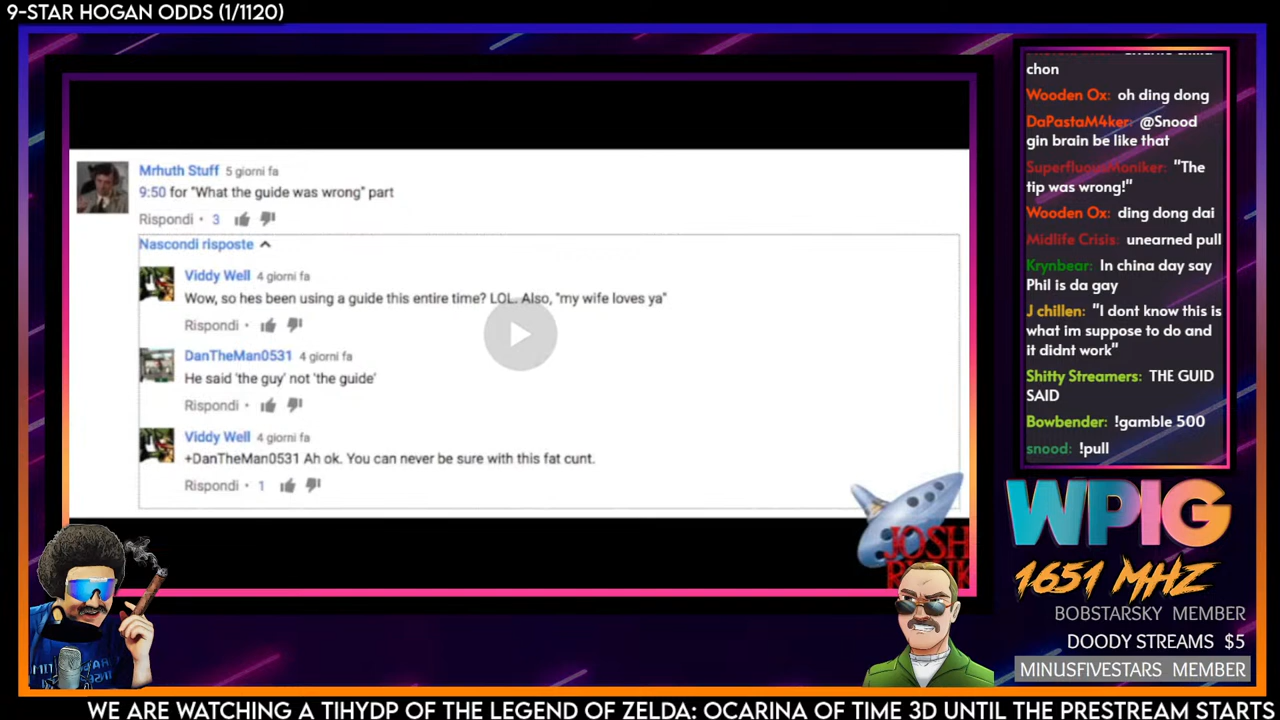 9-STAR HOGAN ODDS (1/1120)
Mrhuth Stuff 5 giorni fa
9:50 for "What the guide was wrong" part
Rispondi · 3
Nascondi risposte
Viddy Well 4 giorni fa
Wow, so hes been using a guide this entire time? LOL. Also, "my wife loves ya"
Rispondi ·
DanTheMan0531 4 giorni fa
He said 'the guy' not 'the guide'
Rispondi ·
Viddy Well 4 giorni fa
+DanTheMan0531 Ah ok. You can never be sure with this fat cunt.
Rispondi · 1
JOSH
chon
Wooden Ox: oh ding dong
DaPastaM4ker: @Snood
gin brain be like that
SuperfluousMoniker: "The
tip was wrong!"
Wooden Ox: ding dong dai
Midlife Crisis: unearned pull
Krynbear: In china day say
Phil is da gay
J chillen: "I dont know this is
what im suppose to do and
it didnt work"
Shitty Streamers: THE GUID
SAID
Bowbender: !gamble 500
snood: !pull
WPIG
1651 MHZ
BOBSTARSKY MEMBER
DOODY STREAMS $5
MINUSFIVESTARS MEMBER
WE ARE WATCHING A TIHYDP OF THE LEGEND OF ZELDA: OCARINA OF TIME 3D UNTIL THE PRESTREAM STARTS